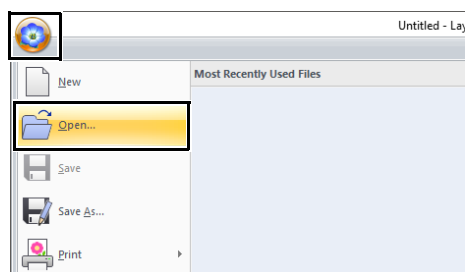 Untitled - Lay
New
Most Recently Used Files
Open...
Save
Save As...
Print